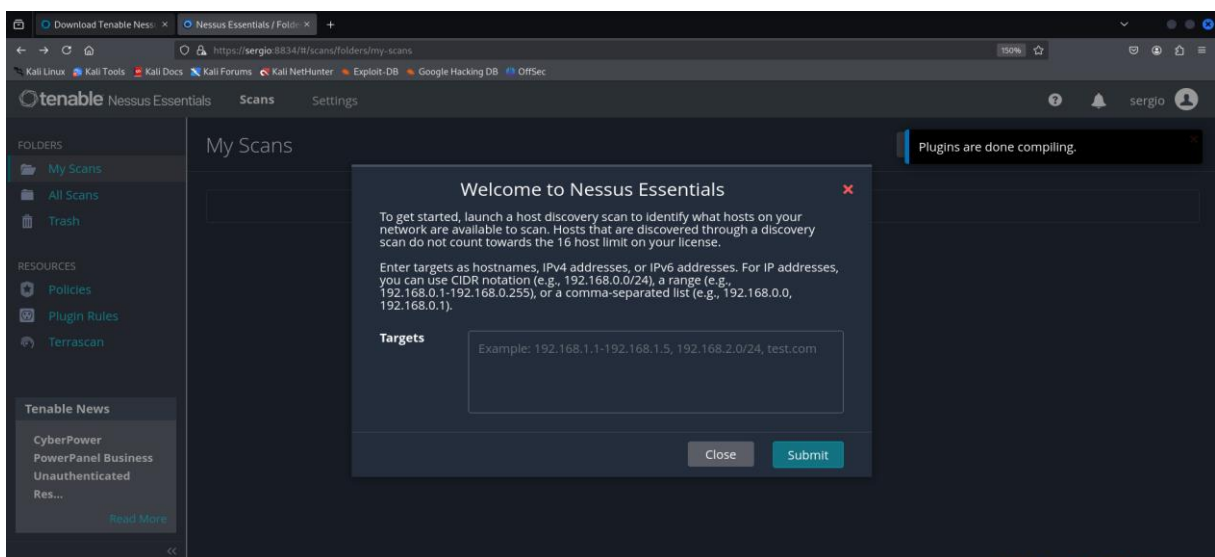 Download Tenable Ness
Nessus Essentials / Folde
https://sergio:8834/#/scans/folders/my-scans
150%
Kali Linux Kali Tools Kali Docs Kali Forums Kali NetHunter Exploit-DB Google Hacking DB OffSec
tenable Nessus Essentials Scans Settings sergio
FOLDERS
My Scans
All Scans
Trash
RESOURCES
Policies
Plugin Rules
Terrascan
Tenable News
CyberPower
PowerPanel Business
Unauthenticated
Res...
Read More
My Scans
Plugins are done compiling.
Welcome to Nessus Essentials
To get started, launch a host discovery scan to identify what hosts on your
network are available to scan. Hosts that are discovered through a discovery
scan do not count towards the 16 host limit on your license.
Enter targets as hostnames, IPv4 addresses, or IPv6 addresses. For IP addresses,
you can use CIDR notation (e.g., 192.168.0.0/24), a range (e.g.,
192.168.0.1-192.168.0.255), or a comma-separated list (e.g., 192.168.0.0,
192.168.0.1).
Targets
Example: 192.168.1.1-192.168.1.5, 192.168.2.0/24, test.com
Close Submit